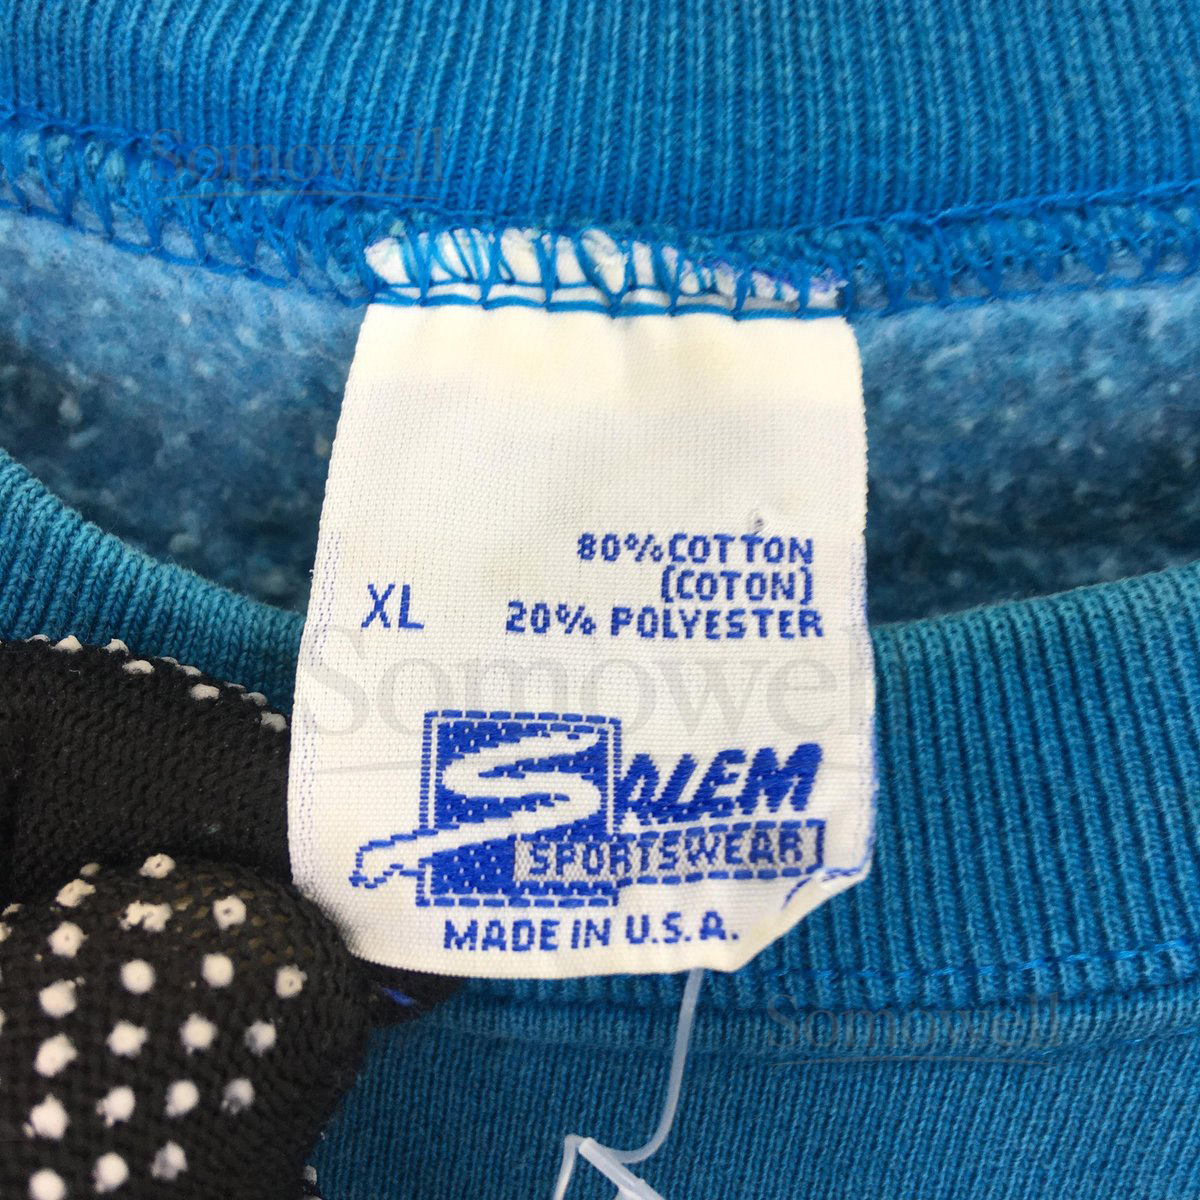 Somowell
80%COTTON
(COTON)
XL 20% POLYESTER
Somowell
SALEM
SPORTSWEAR
MADE IN U.S.A.
Somowell